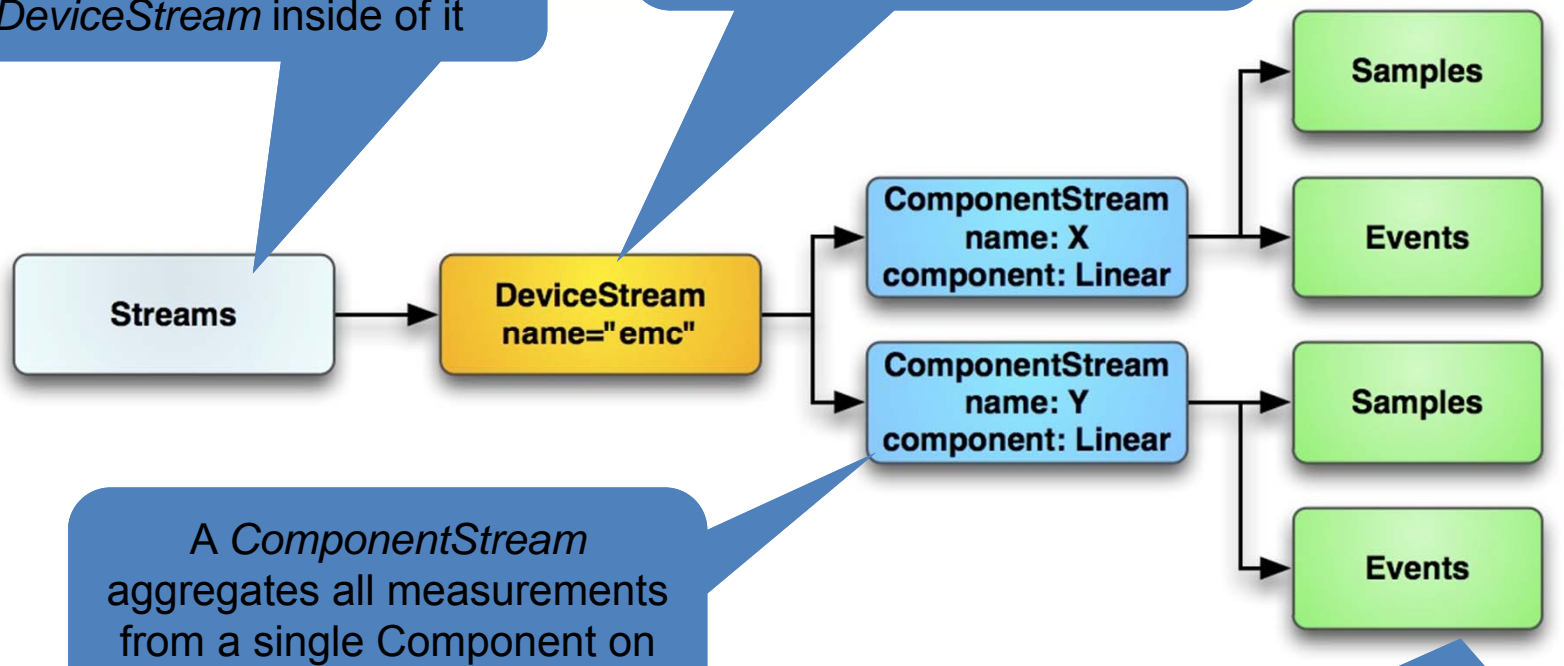 DeviceStream inside of it
Samples
ComponentStream
name: X
component: Linear
Events
Streams
DeviceStream
name="emc"
ComponentStream
name: Y
component: Linear
Samples
Events
A ComponentStream
aggregates all measurements
from a single Component on